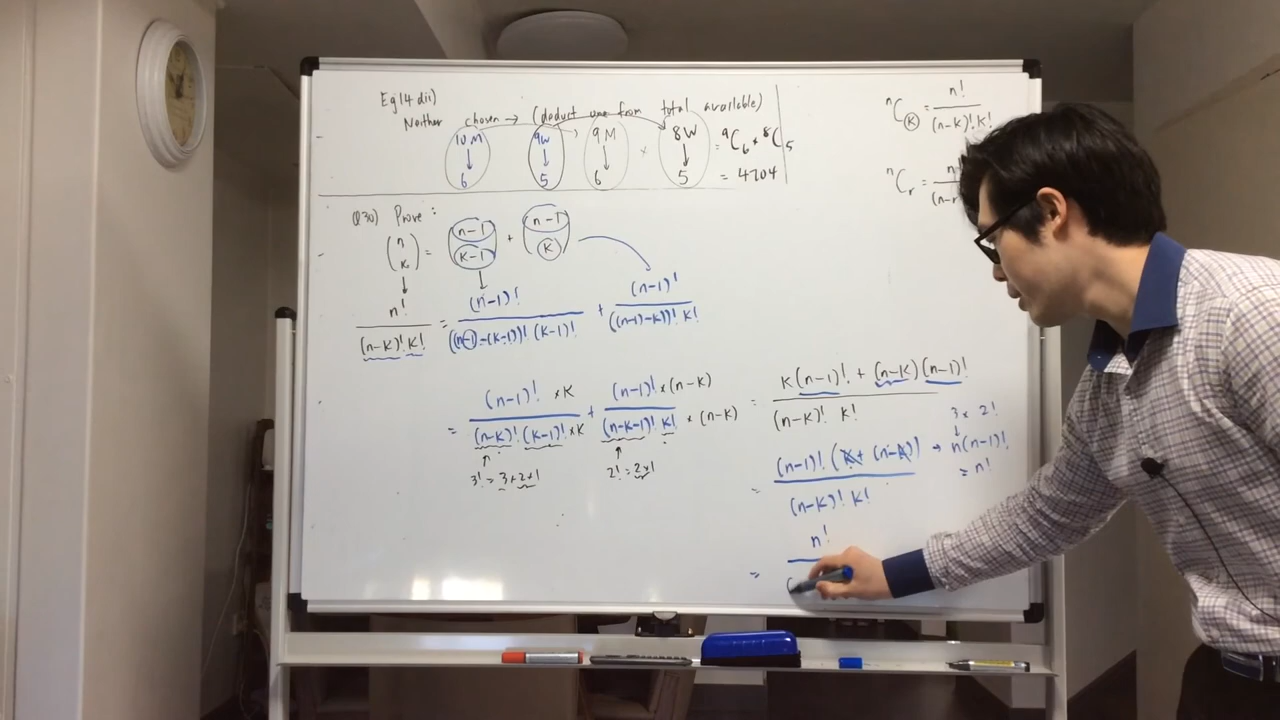 Eg14 dii)
Neither chosen → (deduct one from total available)
10M 9W → 9M × 8W = ⁹C₆ × ⁸C₅
↓ ↓ ↓ ↓
6 5 6 5 = 4704
ⁿC_K = n! / (n-k)! K!
ⁿC_r =
Q30) Prove:
(n K) = (n-1 K-1) + (n-1 K)
n! / (n-K)! K! = (n-1)! / ((n-1)-(K-1))! (K-1)! + (n-1)! / ((n-1)-K))! K!
= (n-1)! × K / (n-K)! (K-1)! × K + (n-1)! × (n-K) / (n-K-1)! K! × (n-K)
3! = 3×2×1
2! = 2×1
= K(n-1)! + (n-K)(n-1)! / (n-K)! K!
3 × 2!
↓
= (n-1)! (K + (n-K)) / (n-K)! K! → n(n-1)!
= n!
= n! / (